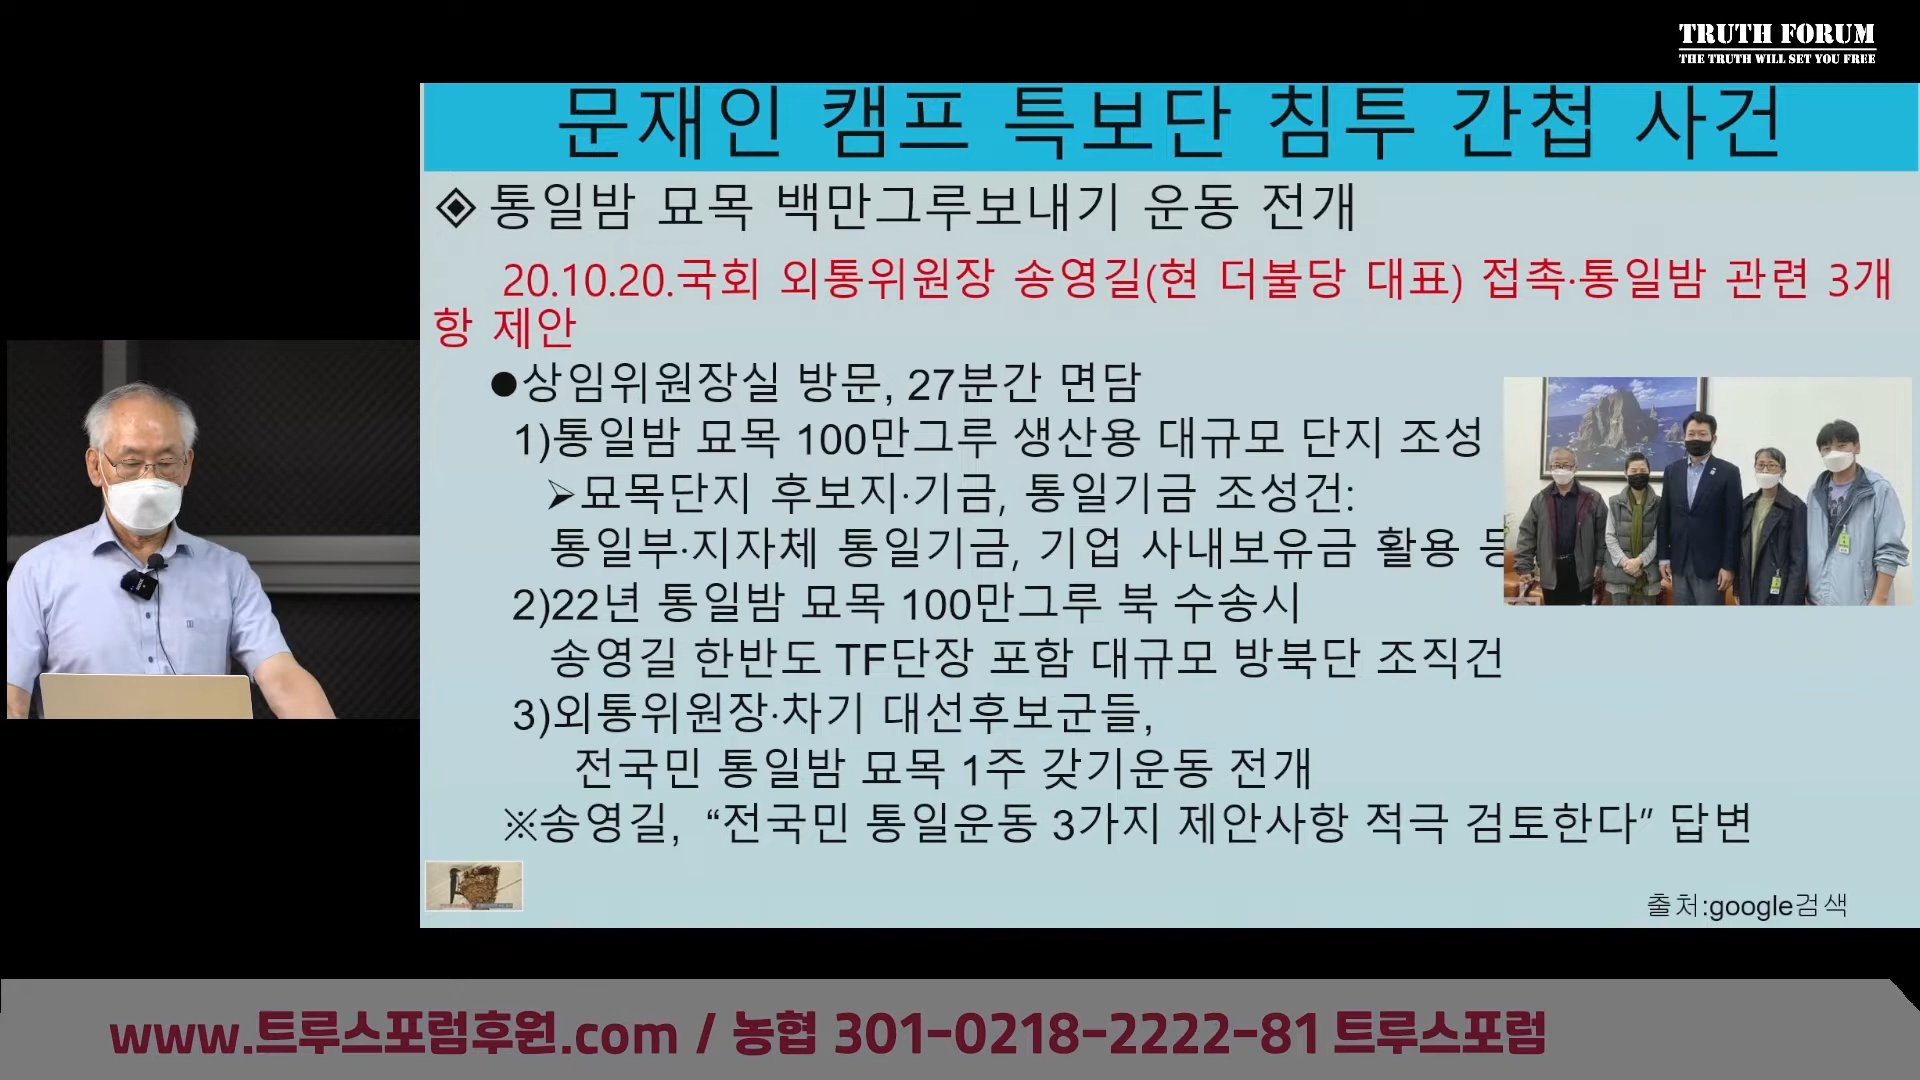 TRUTH FORUM
THE TRUTH WILL SET YOU FREE
문재인 캠프 특보단 침투 간첩 사건
◈ 통일밤 묘목 백만그루보내기 운동 전개
20.10.20.국회 외통위원장 송영길(현 더불당 대표) 접촉·통일밤 관련 3개
항 제안
●상임위원장실 방문, 27분간 면담
1)통일밤 묘목 100만그루 생산용 대규모 단지 조성
➢묘목단지 후보지·기금, 통일기금 조성건:
통일부·지자체 통일기금, 기업 사내보유금 활용 등
2)22년 통일밤 묘목 100만그루 북 수송시
송영길 한반도 TF단장 포함 대규모 방북단 조직건
3)외통위원장·차기 대선후보군들,
전국민 통일밤 묘목 1주 갖기운동 전개
※송영길, “전국민 통일운동 3가지 제안사항 적극 검토한다” 답변
출처:google검색
www.트루스포럼후원.com / 농협 301-0218-2222-81 트루스포럼